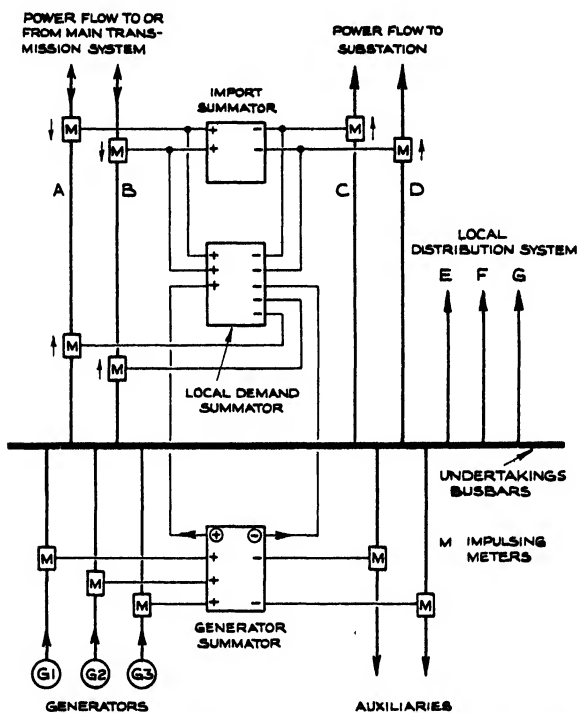 POWER FLOW TO OR
FROM MAIN TRANS-
MISSION SYSTEM
POWER FLOW TO
SUBSTATION
IMPORT
SUMMATOR
M
+
-
M
M
+
-
M
A
B
C
D
LOCAL
DISTRIBUTION SYSTEM
E F G
+
-
+
-
+
-
-
-
M
M
LOCAL DEMAND
SUMMATOR
UNDERTAKINGS
BUSBARS
+
-
M
+
-
M
M IMPULSING
METERS
M
+
M
+
-
M
GENERATOR
SUMMATOR
G1 G2 G3
GENERATORS
AUXILIARIES